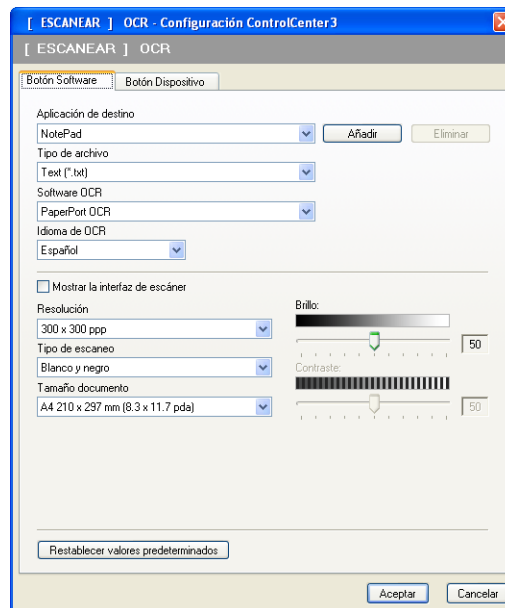 [ ESCANEAR ] OCR - Configuración ControlCenter3
[ ESCANEAR ] OCR
Botón Software Botón Dispositivo
Aplicación de destino
NotePad Añadir Eliminar
Tipo de archivo
Text (*.txt)
Software OCR
PaperPort OCR
Idioma de OCR
Español
Mostrar la interfaz de escáner
Resolución Brillo:
300 x 300 ppp 50
Tipo de escaneo
Blanco y negro Contraste:
Tamaño documento
A4 210 x 297 mm (8.3 x 11.7 pda) 50
Restablecer valores predeterminados
Aceptar Cancelar